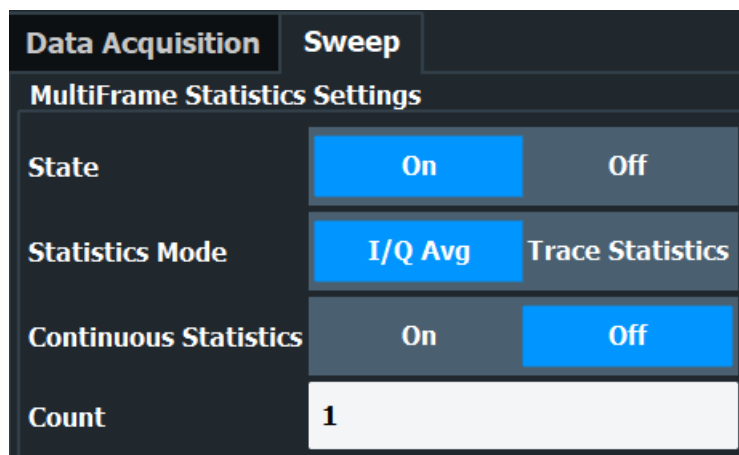 Data Acquisition Sweep
MultiFrame Statistics Settings
State On Off
Statistics Mode I/Q Avg Trace Statistics
Continuous Statistics On Off
Count 1